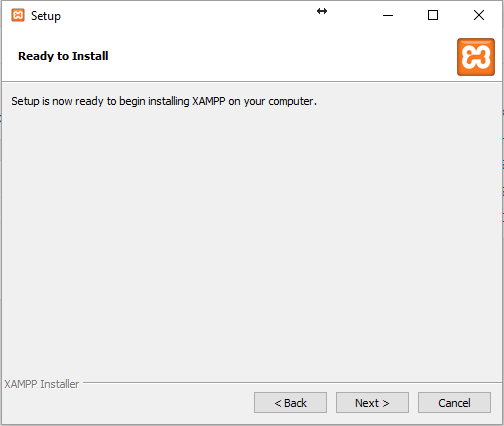 Setup
Ready to Install
Setup is now ready to begin installing XAMPP on your computer.
XAMPP Installer
< Back
Next >
Cancel